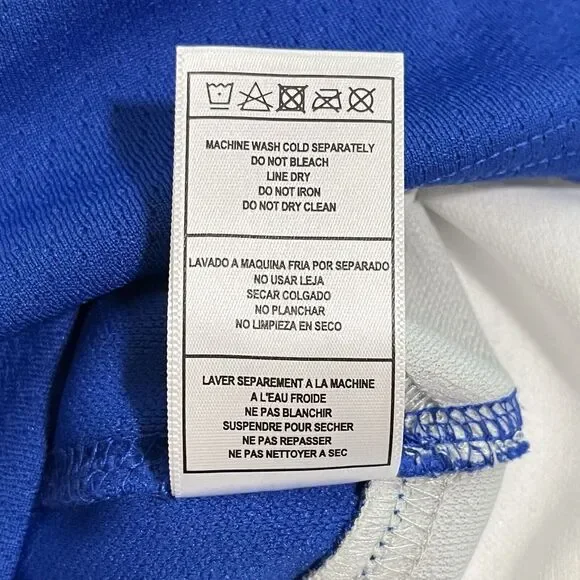 MACHINE WASH COLD SEPARATELY
DO NOT BLEACH
LINE DRY
DO NOT IRON
DO NOT DRY CLEAN
LAVADO A MAQUINA FRIA POR SEPARADO
NO USAR LEJA
SECAR COLGADO
NO PLANCHAR
NO LIMPIEZA EN SECO
LAVER SEPAREMENT A LA MACHINE
A L'EAU FROIDE
NE PAS BLANCHIR
SUSPENDRE POUR SECHER
NE PAS REPASSER
NE PAS NETTOYER A SEC